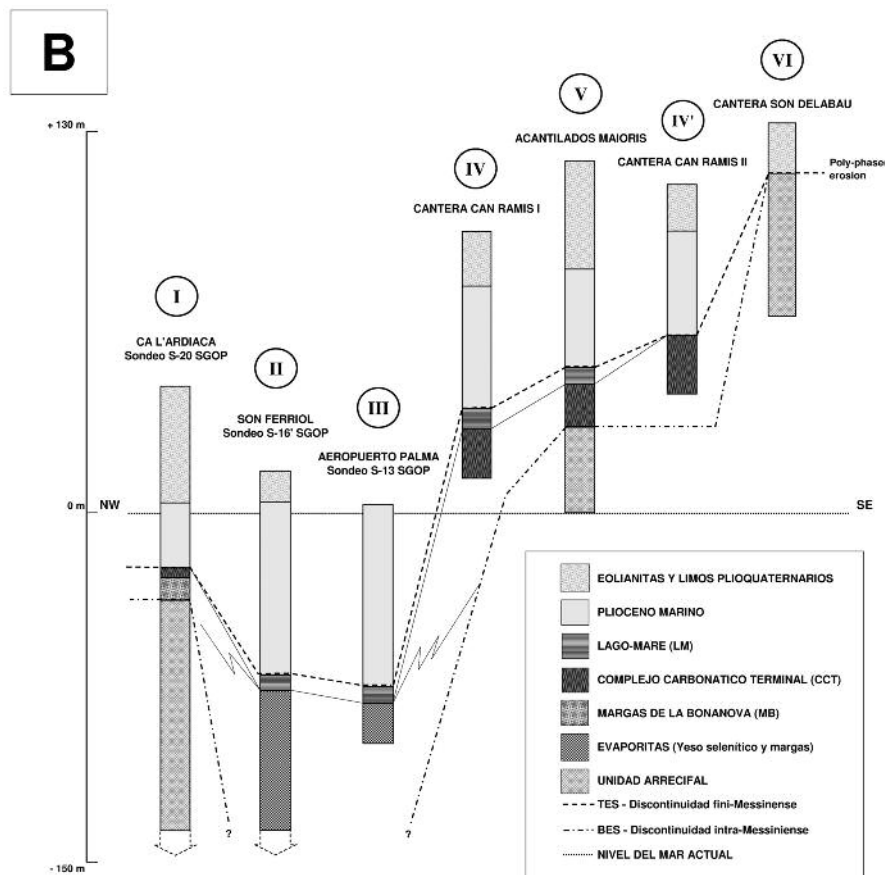 B
VI
CANTERA SON DELABAU
V
+ 130 m
ACANTILADOS MAIORIS
IV'
CANTERA CAN RAMIS II
Poly-phase
erosion
IV
CANTERA CAN RAMIS I
I
CA L'ARDIACA
Sondeo S-20 SGOP
II
SON FERRIOL
Sondeo S-16' SGOP
III
AEROPUERTO PALMA
Sondeo S-13 SGOP
0 m
NW
SE
EOLIANITAS Y LIMOS PLIOQUATERNARIOS
PLIOCENO MARINO
LAGO-MARE (LM)
COMPLEJO CARBONATICO TERMINAL (CCT)
MARGAS DE LA BONANOVA (MB)
EVAPORITAS (Yeso selenítico y margas)
UNIDAD ARRECIFAL
TES - Discontinuidad fini-Messinense
BES - Discontinuidad intra-Messiniense
NIVEL DEL MAR ACTUAL
?
?
- 150 m